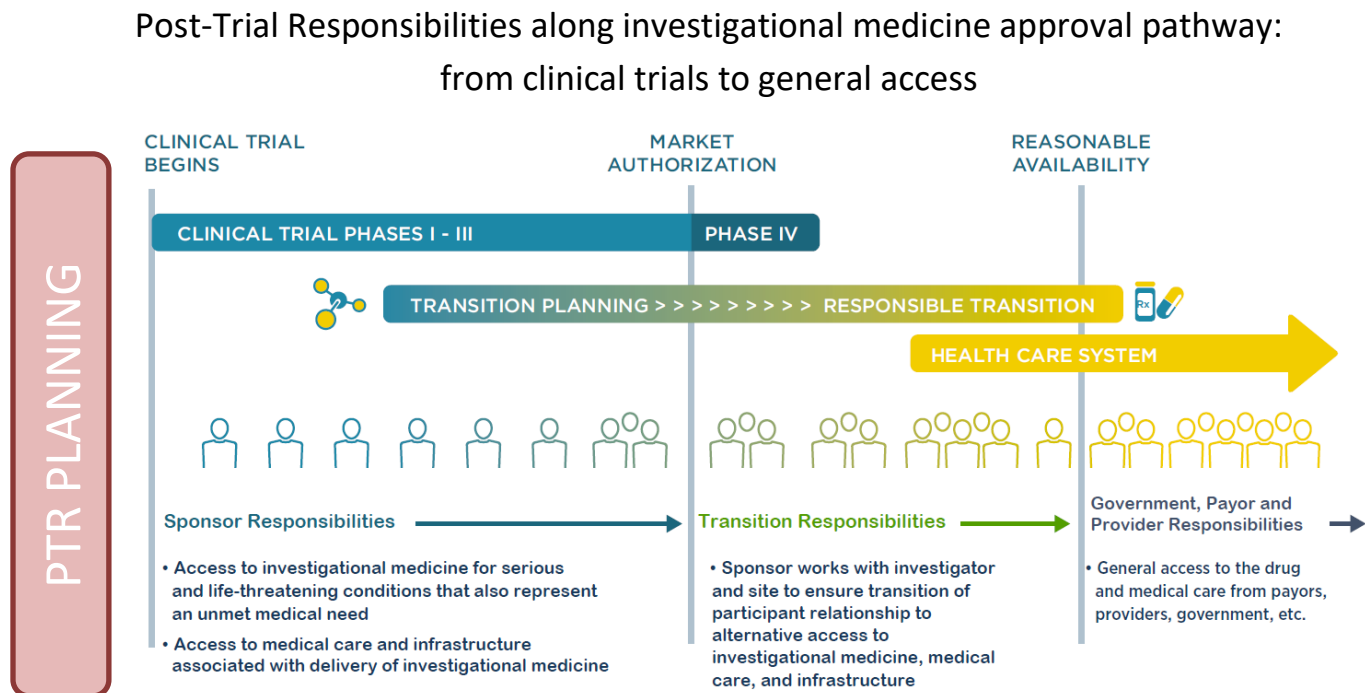 Post-Trial Responsibilities along investigational medicine approval pathway:
from clinical trials to general access
PTR PLANNING
CLINICAL TRIAL
BEGINS
MARKET
AUTHORIZATION
REASONABLE
AVAILABILITY
CLINICAL TRIAL PHASES I - III
PHASE IV
TRANSITION PLANNING > > > > > > > > > RESPONSIBLE TRANSITION
Rx
HEALTH CARE SYSTEM
Sponsor Responsibilities
• Access to investigational medicine for serious
and life-threatening conditions that also represent
an unmet medical need
• Access to medical care and infrastructure
associated with delivery of investigational medicine
Transition Responsibilities
• Sponsor works with investigator
and site to ensure transition of
participant relationship to
alternative access to
investigational medicine, medical
care, and infrastructure
Government, Payor and
Provider Responsibilities
• General access to the drug
and medical care from payors,
providers, government, etc.